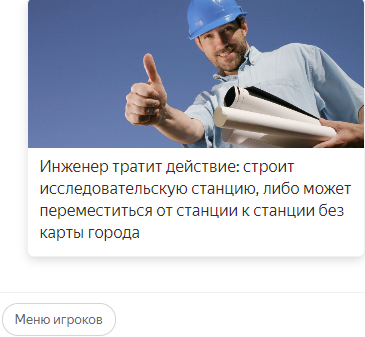 Инженер тратит действие: строит
исследовательскую станцию, либо может
переместиться от станции к станции без
карты города
Меню игроков